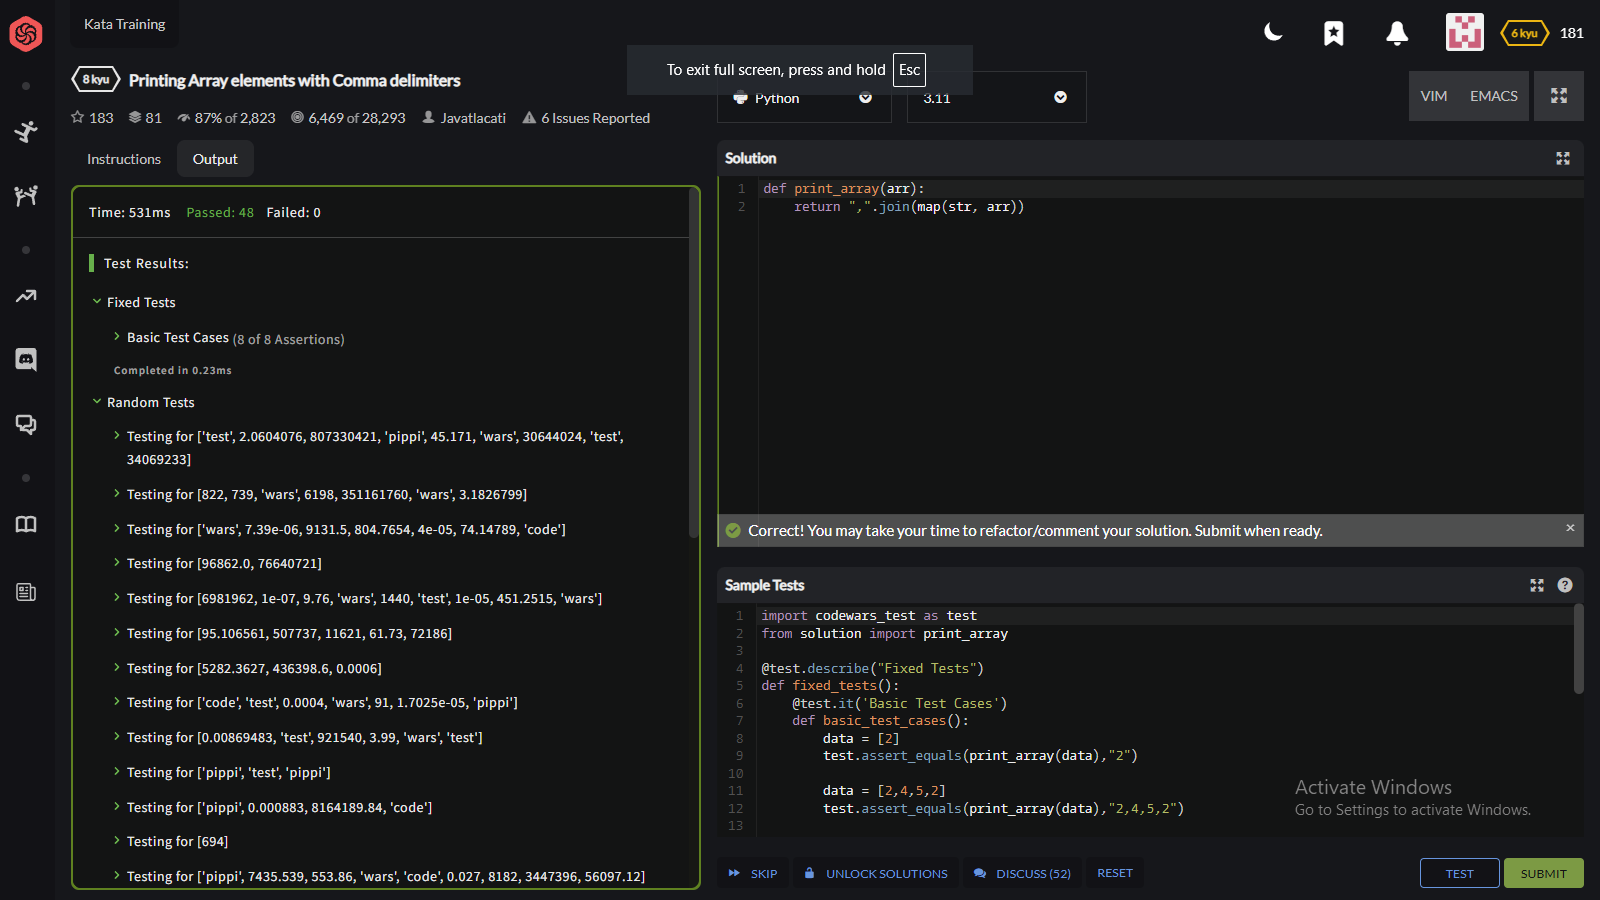 Kata Training
6 kyu 181
To exit full screen, press and hold Esc
8 kyu Printing Array elements with Comma delimiters
183 81 87% of 2,823 6,469 of 28,293 Javatlacati 6 Issues Reported
Python
3.11
VIM EMACS
Instructions Output
Time: 531ms Passed: 48 Failed: 0
Test Results:
Fixed Tests
Basic Test Cases (8 of 8 Assertions)
Completed in 0.23ms
Random Tests
Testing for ['test', 2.0604076, 807330421, 'pippi', 45.171, 'wars', 30644024, 'test',
34069233]
Testing for [822, 739, 'wars', 6198, 351161760, 'wars', 3.1826799]
Testing for ['wars', 7.39e-06, 9131.5, 804.7654, 4e-05, 74.14789, 'code']
Testing for [96862.0, 76640721]
Testing for [6981962, 1e-07, 9.76, 'wars', 1440, 'test', 1e-05, 451.2515, 'wars']
Testing for [95.106561, 507737, 11621, 61.73, 72186]
Testing for [5282.3627, 436398.6, 0.0006]
Testing for ['code', 'test', 0.0004, 'wars', 91, 1.7025e-05, 'pippi']
Testing for [0.00869483, 'test', 921540, 3.99, 'wars', 'test']
Testing for ['pippi', 'test', 'pippi']
Testing for ['pippi', 0.000883, 8164189.84, 'code']
Testing for [694]
Testing for ['pippi', 7435.539, 553.86, 'wars', 'code', 0.027, 8182, 3447396, 56097.12]
Solution
1 def print_array(arr):
2     return ",".join(map(str, arr))
Correct! You may take your time to refactor/comment your solution. Submit when ready. ×
Sample Tests ?
1 import codewars_test as test
2 from solution import print_array
3
4 @test.describe("Fixed Tests")
5 def fixed_tests():
6     @test.it('Basic Test Cases')
7     def basic_test_cases():
8         data = [2]
9         test.assert_equals(print_array(data),"2")
10
11         data = [2,4,5,2]
12         test.assert_equals(print_array(data),"2,4,5,2")
13
Activate Windows
Go to Settings to activate Windows.
SKIP UNLOCK SOLUTIONS DISCUSS (52) RESET TEST SUBMIT